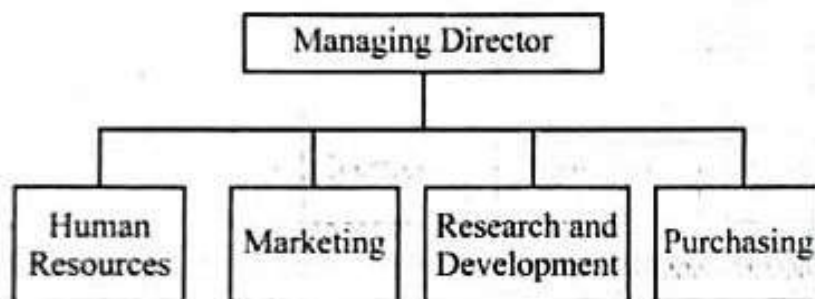 Managing Director
Human
Resources
Marketing
Research and
Development
Purchasing